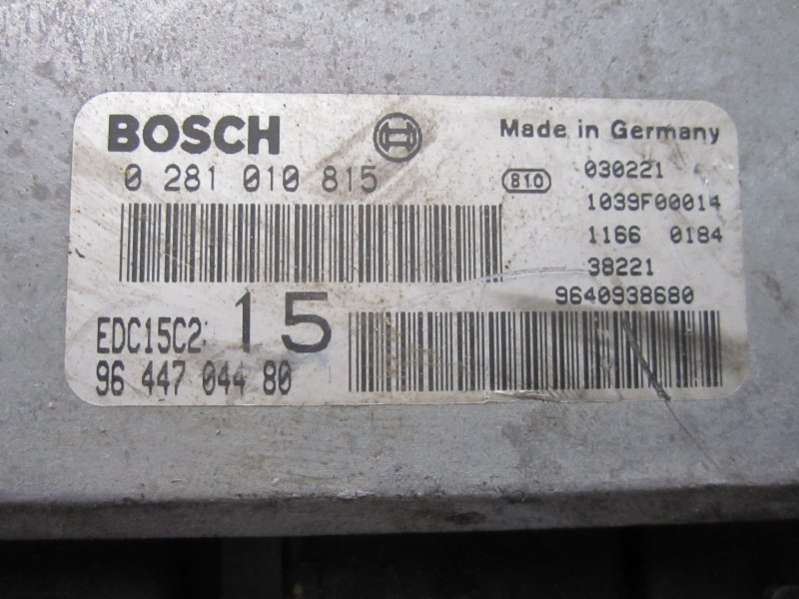 BOSCH
Made in Germany
0 281 010 815
810
030221
1039F00014
1166 0184
38221
9640938680
EDC15C2:
15
96 447 044 80